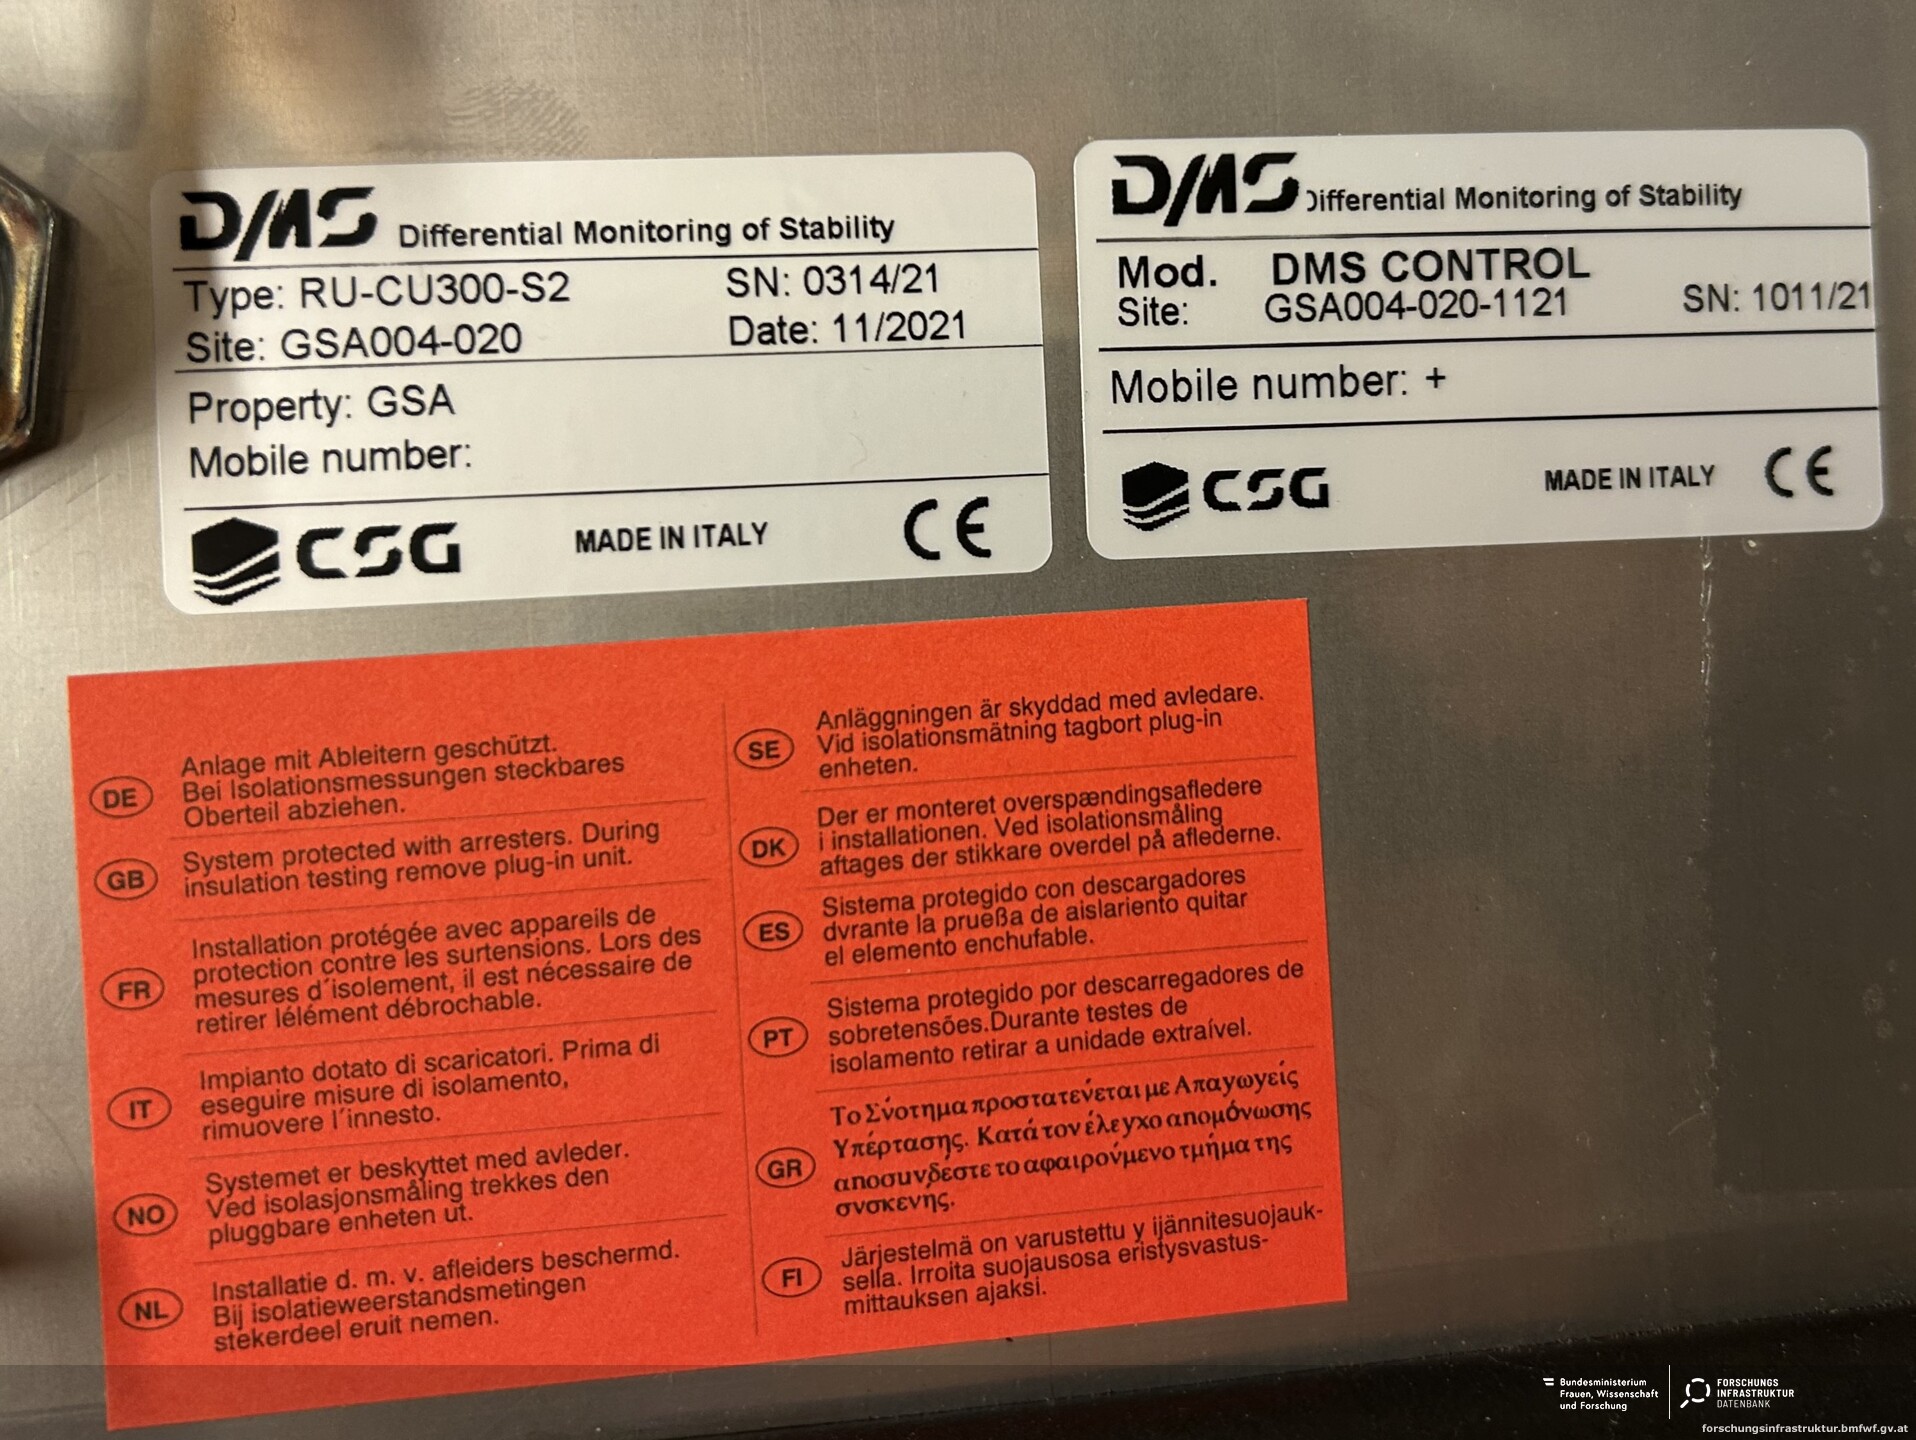 DMS Differential Monitoring of Stability
Type: RU-CU300-S2 SN: 0314/21
Site: GSA004-020 Date: 11/2021
Property: GSA
Mobile number:
CSG MADE IN ITALY CE
DMS Differential Monitoring of Stability
Mod. DMS CONTROL
Site: GSA004-020-1121 SN: 1011/21
Mobile number: +
CSG MADE IN ITALY CE
DE
Anlage mit Ableitern geschützt.
Bei Isolationsmessungen steckbares
Oberteil abziehen.
GB
System protected with arresters. During
insulation testing remove plug-in unit.
FR
Installation protégée avec appareils de
protection contre les surtensions. Lors des
mesures d´isolement, il est nécessaire de
retirer lélément débrochable.
IT
Impianto dotato di scaricatori. Prima di
eseguire misure di isolamento,
rimuovere l´innesto.
NO
Systemet er beskyttet med avleder.
Ved isolasjonsmåling trekkes den
pluggbare enheten ut.
NL
Installatie d. m. v. afleiders beschermd.
Bij isolatieweerstandsmetingen
stekerdeel eruit nemen.
SE
Anläggningen är skyddad med avledare.
Vid isolationsmätning tagbort plug-in
enheten.
DK
Der er monteret overspændingsafledere
i installationen. Ved isolationsmåling
aftages der stikkare overdel på aflederne.
ES
Sistema protegido con descargadores
dvrante la prueßa de aislariento quitar
el elemento enchufable.
PT
Sistema protegido por descarregadores de
sobretensões.Durante testes de
isolamento retirar a unidade extraível.
GR
Το Σνοτημα προστατενεται με Απαγωγείς
Υπέρτασης. Κατά τον έλεγχο απομόνωσης
αποσυνδέστε το αφαιρούμενο τμήμα της
σνσκενής.
FI
Järjestelmä on varustettu y ijännitesuojauk-
sella. Irroita suojausosa eristysvastus-
mittauksen ajaksi.
Bundesministerium
Frauen, Wissenschaft
und Forschung
FORSCHUNGS
INFRASTRUKTUR
DATENBANK
forschungsinfrastruktur.bmfwf.gv.at